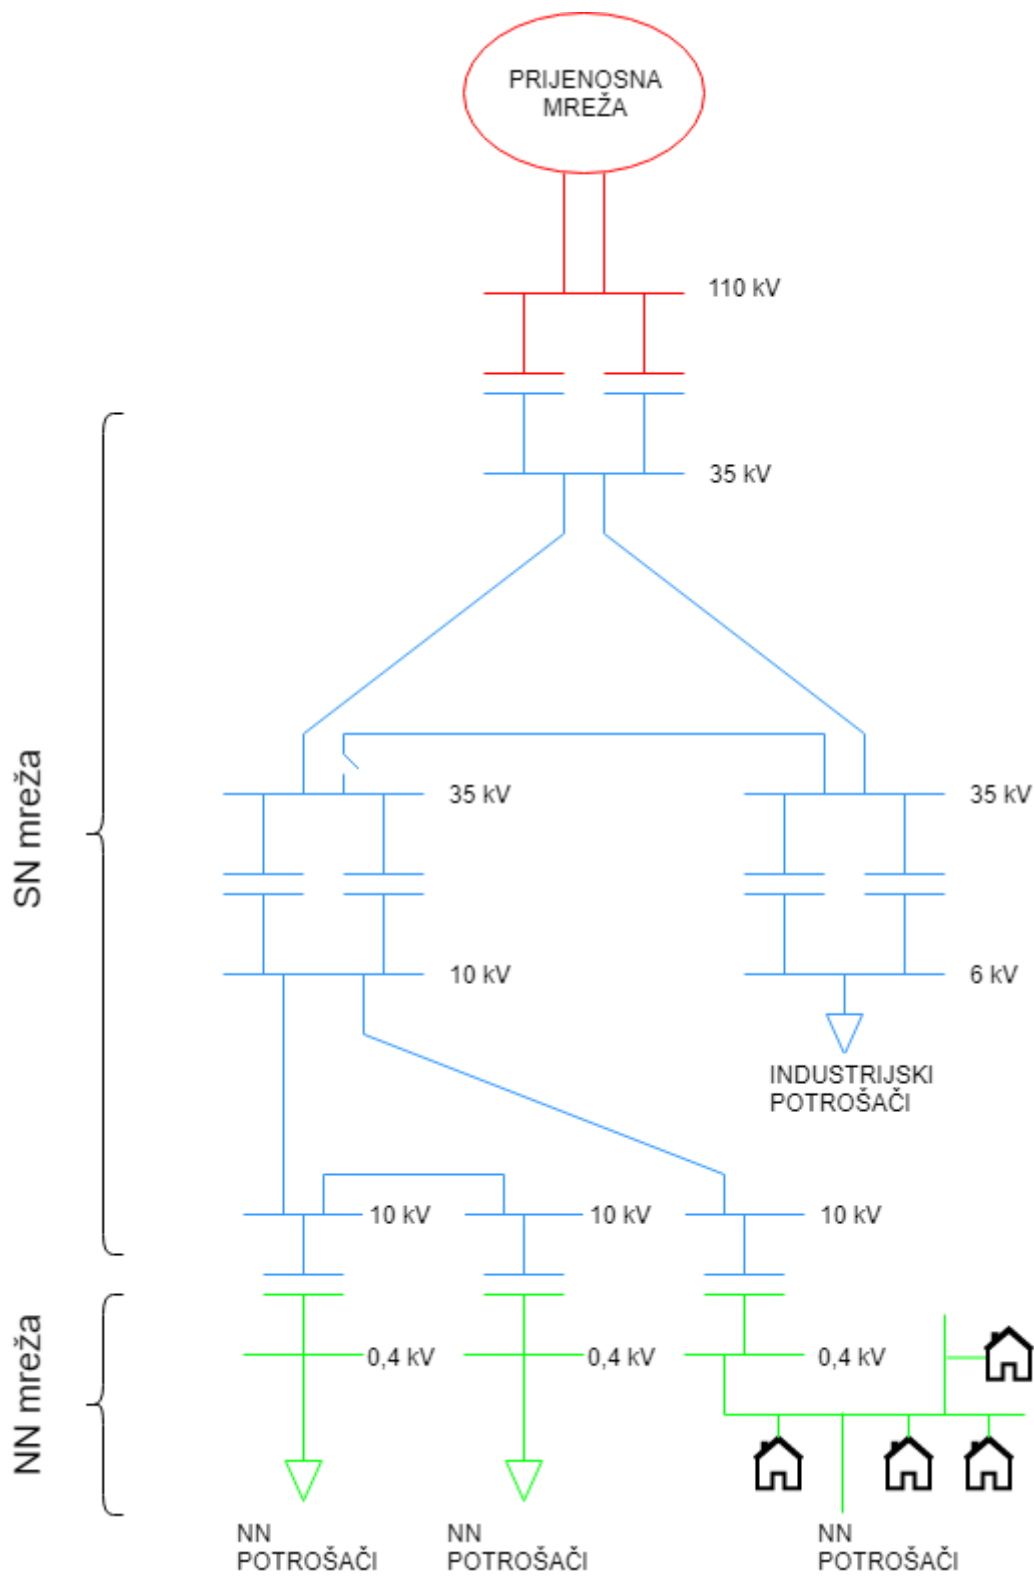 PRIJENOSNA
MREŽA
110 kV
35 kV
SN mreža
35 kV
35 kV
10 kV
6 kV
INDUSTRIJSKI
POTROŠAČI
10 kV
10 kV
10 kV
NN mreža
0,4 kV
0,4 kV
0,4 kV
NN
POTROŠAČI
NN
POTROŠAČI
NN
POTROŠAČI